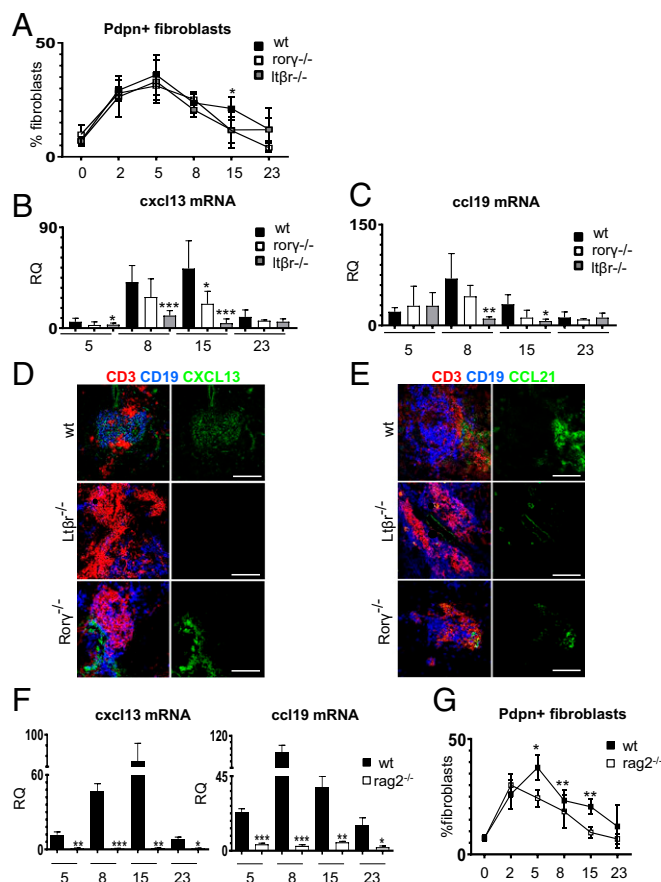 A
Pdpn+ fibroblasts
wt
rorγ-/-
ltβr-/-
% fibroblasts
50
25
0
0 2 5 8 15 23
*
B
cxcl13 mRNA
wt
rorγ-/-
ltβr-/-
RQ
90
0
* *** * ***
5 8 15 23
C
ccl19 mRNA
wt
rorγ-/-
ltβr-/-
RQ
150
0
** *
5 8 15 23
D
CD3 CD19 CXCL13
wt
Ltβr-/-
Rorγ-/-
E
CD3 CD19 CCL21
wt
Ltβr-/-
Rorγ-/-
F
cxcl13 mRNA
RQ
100
60
0
** *** ** *
5 8 15 23
ccl19 mRNA
wt
rag2-/-
RQ
120
45
0
*** *** ** *
5 8 15 23
G
Pdpn+ fibroblasts
wt
rag2-/-
%fibroblasts
50
25
0
* ** **
0 2 5 8 15 23